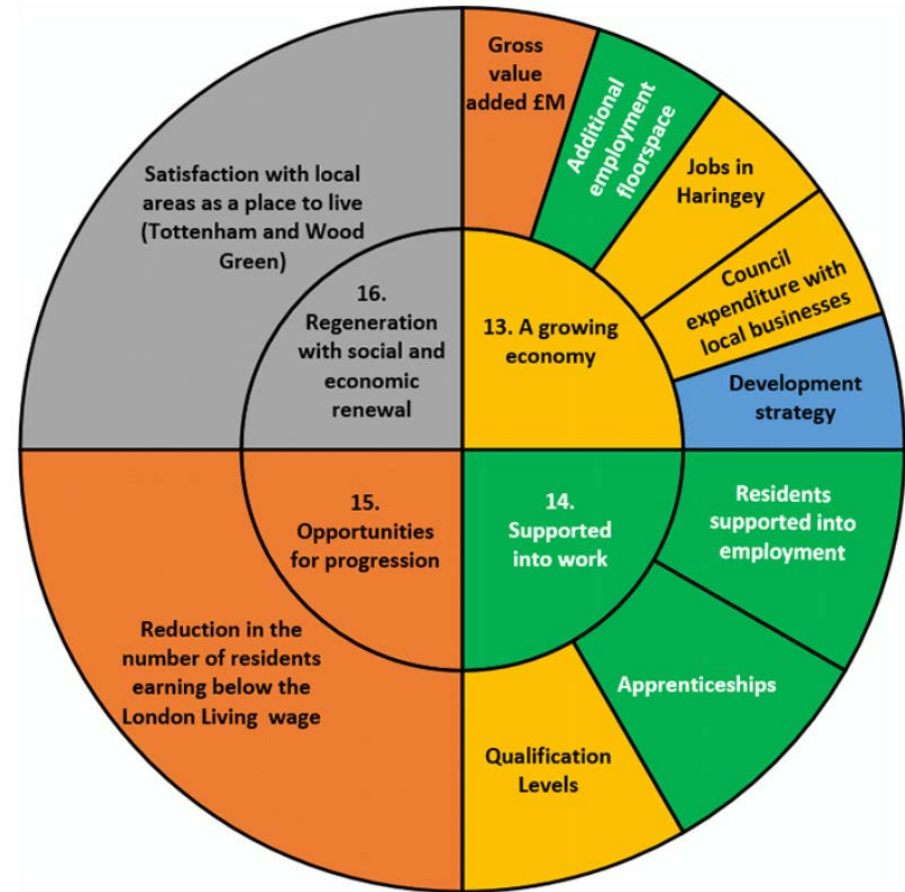 Gross
value
added £M
Additional
employment
floorspace
Jobs in
Haringey
Council
expenditure with
local businesses
Development
strategy
13. A growing
economy
Residents
supported into
employment
Apprenticeships
Qualification
Levels
14.
Supported
into work
15.
Opportunities
for progression
Reduction in the
number of residents
earning below the
London Living wage
16.
Regeneration
with social and
economic
renewal
Satisfaction with local
areas as a place to live
(Tottenham and Wood
Green)